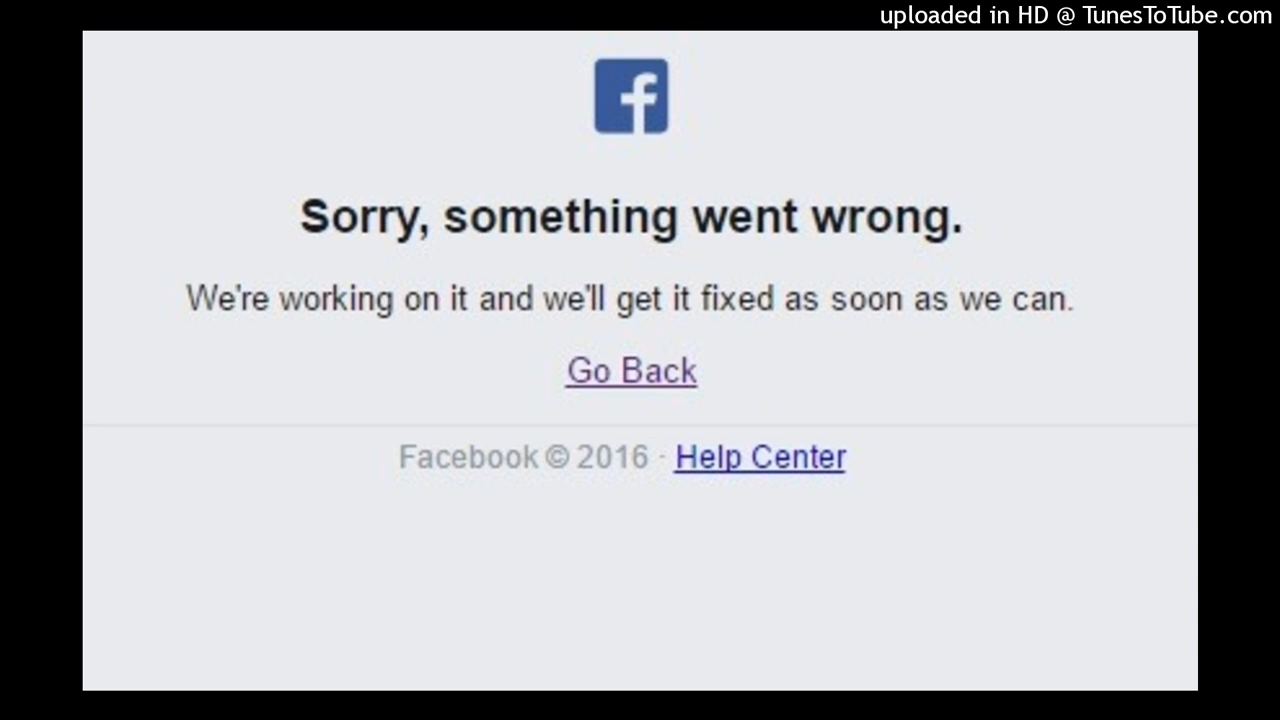 uploaded in HD @ TunesToTube.com
Sorry, something went wrong.
We're working on it and we'll get it fixed as soon as we can.
Go Back
Facebook © 2016 · Help Center